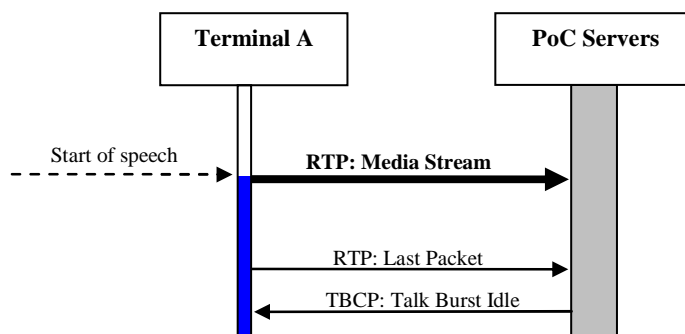 Terminal A
PoC Servers
Start of speech
RTP: Media Stream
RTP: Last Packet
TBCP: Talk Burst Idle